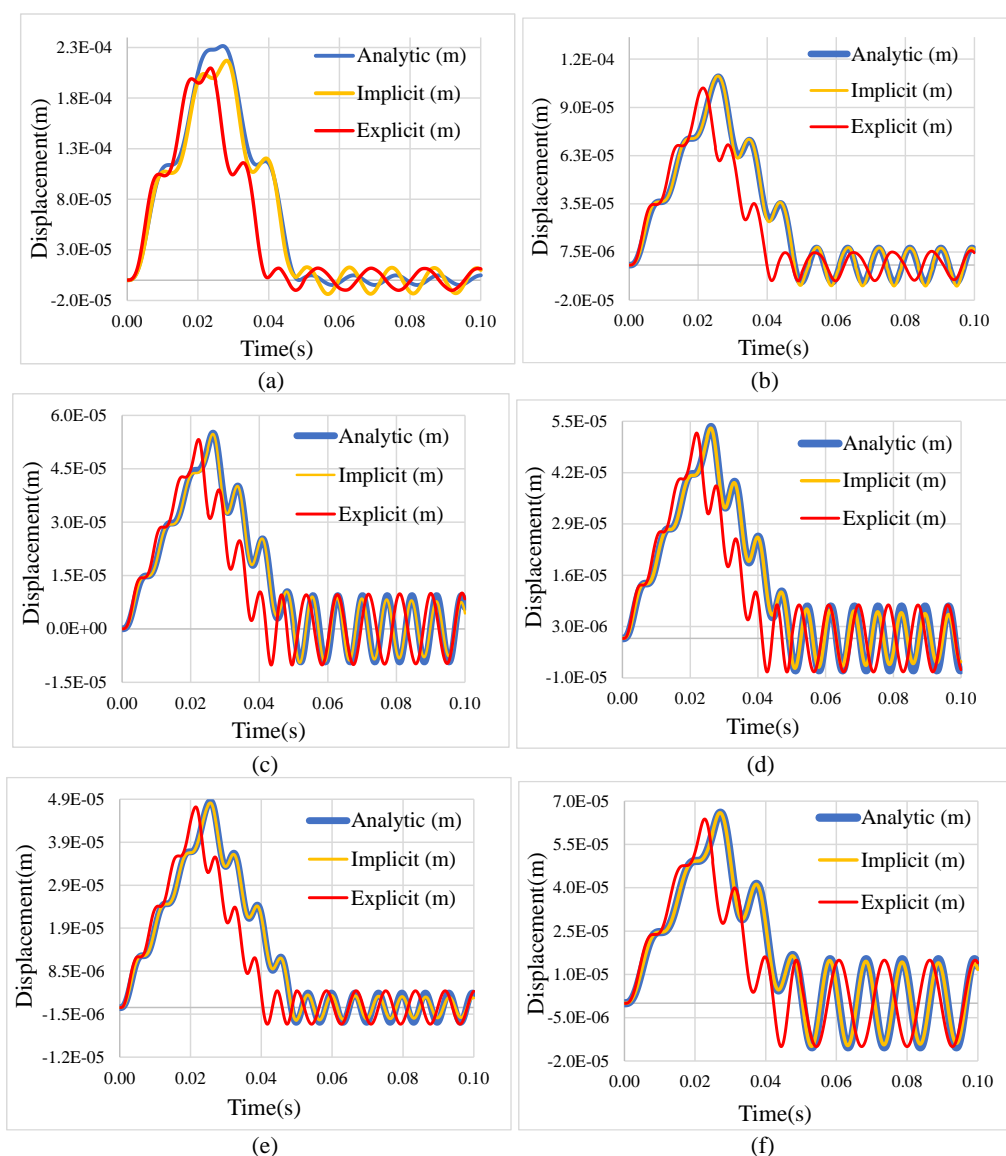 2.3E-04
1.8E-04
1.3E-04
8.0E-05
3.0E-05
-2.0E-05
0.00 0.02 0.04 0.06 0.08 0.10
Displacement(m)
Time(s)
Analytic (m)
Implicit (m)
Explicit (m)
(a)
1.2E-04
9.0E-05
6.3E-05
3.5E-05
7.5E-06
-2.0E-05
0.00 0.02 0.04 0.06 0.08 0.10
Displacement(m)
Time(s)
Analytic (m)
Implicit (m)
Explicit (m)
(b)
6.0E-05
4.5E-05
3.0E-05
1.5E-05
0.0E+00
-1.5E-05
0.00 0.02 0.04 0.06 0.08 0.10
Displacement(m)
Time(s)
Analytic (m)
Implicit (m)
Explicit (m)
(c)
5.5E-05
4.2E-05
2.9E-05
1.6E-05
3.0E-06
-1.0E-05
0.00 0.02 0.04 0.06 0.08 0.10
Displacement(m)
Time(s)
Analytic (m)
Implicit (m)
Explicit (m)
(d)
4.9E-05
3.9E-05
2.9E-05
1.9E-05
8.5E-06
-1.5E-06
-1.2E-05
0.00 0.02 0.04 0.06 0.08 0.10
Displacement(m)
Time(s)
Analytic (m)
Implicit (m)
Explicit (m)
(e)
7.0E-05
5.5E-05
4.0E-05
2.5E-05
1.0E-05
-5.0E-06
-2.0E-05
0.00 0.02 0.04 0.06 0.08 0.10
Displacement(m)
Time(s)
Analytic (m)
Implicit (m)
Explicit (m)
(f)